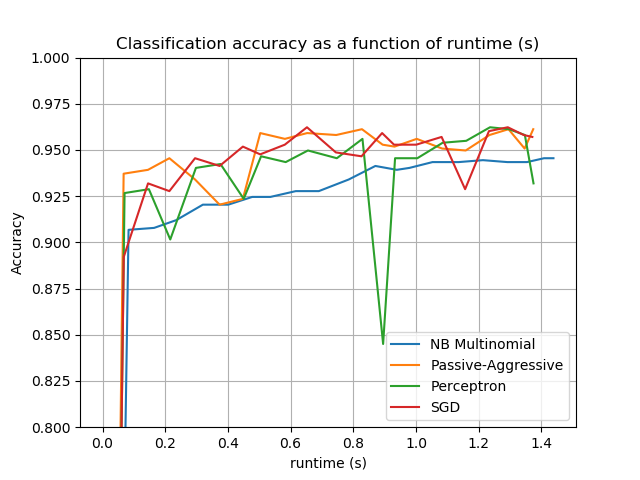 Classification accuracy as a function of runtime (s)
1.000
0.975
0.950
0.925
0.900
0.875
0.850
0.825
0.800
Accuracy
NB Multinomial
Passive-Aggressive
Perceptron
SGD
0.0 0.2 0.4 0.6 0.8 1.0 1.2 1.4
runtime (s)